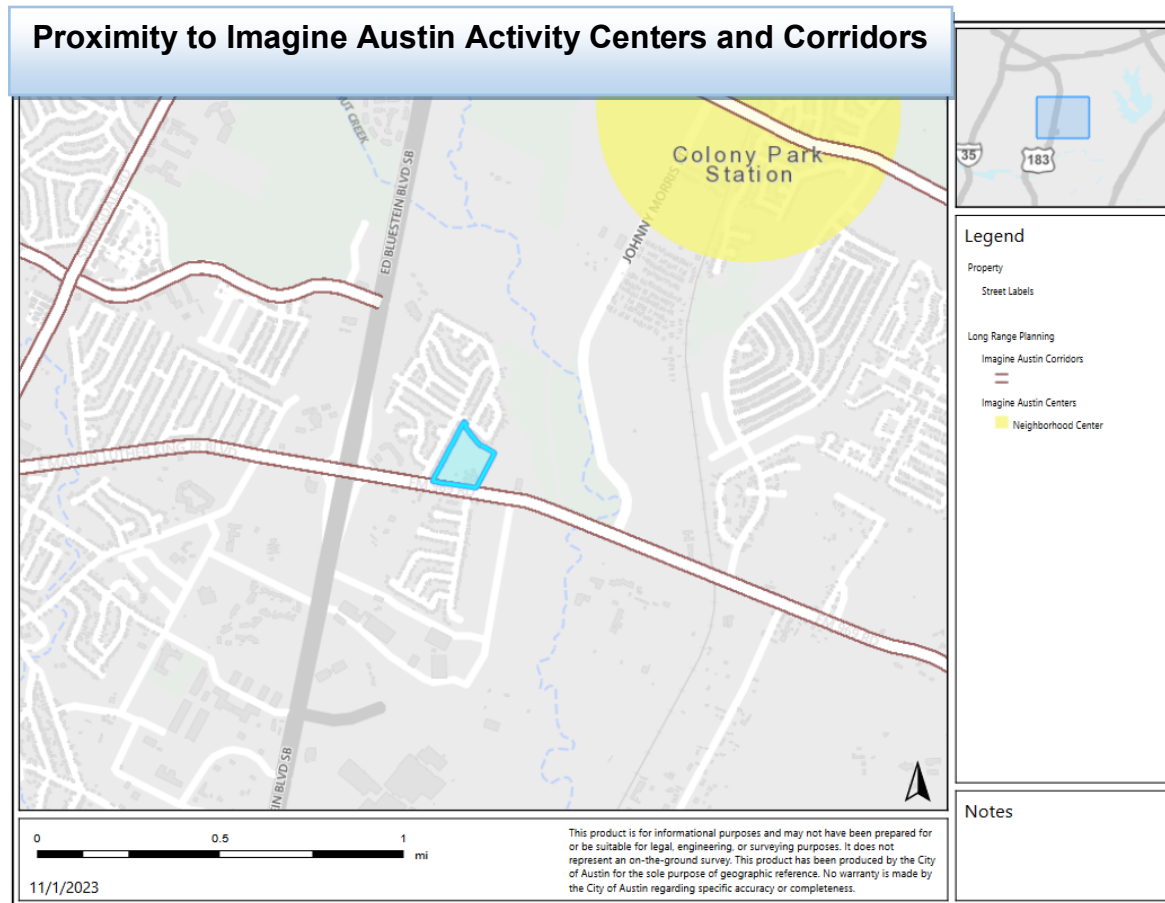 Proximity to Imagine Austin Activity Centers and Corridors
35
183
ED BLUESTEIN BLVD SB
JOHNNY MORRIS
Colony Park
Station
SPRINGDALE RD
Legend
Property
Street Labels
Long Range Planning
Imagine Austin Corridors
Imagine Austin Centers
Neighborhood Center
Notes
0
0.5
1
mi
11/1/2023
This product is for informational purposes and may not have been prepared for
or be suitable for legal, engineering, or surveying purposes. It does not
represent an on-the-ground survey. This product has been produced by the City
of Austin for the sole purpose of geographic reference. No warranty is made by
the City of Austin regarding specific accuracy or completeness.